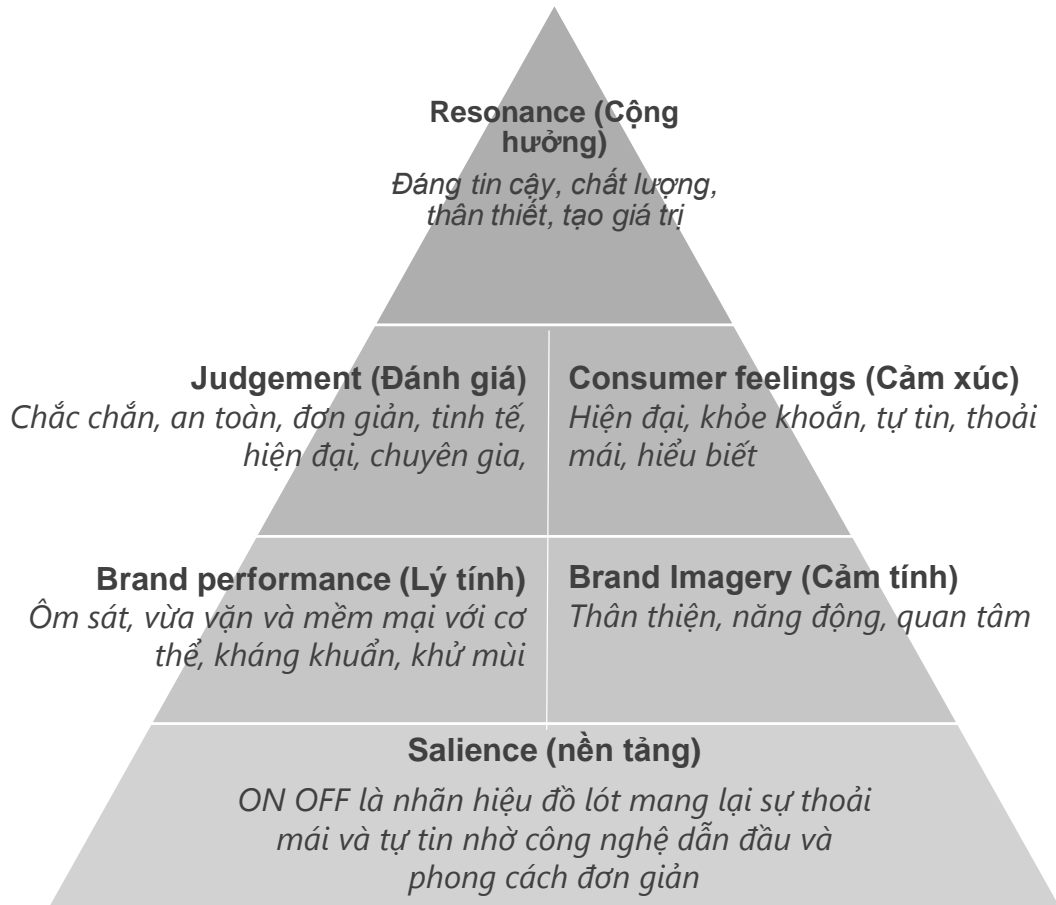 Resonance (Cộng
hưởng)
Đáng tin cậy, chất lượng,
thân thiết, tạo giá trị
Judgement (Đánh giá)
Chắc chắn, an toàn, đơn giản, tinh tế,
hiện đại, chuyên gia,
Consumer feelings (Cảm xúc)
Hiện đại, khỏe khoắn, tự tin, thoải
mái, hiểu biết
Brand performance (Lý tính)
Ôm sát, vừa vặn và mềm mại với cơ
thể, kháng khuẩn, khử mùi
Brand Imagery (Cảm tính)
Thân thiện, năng động, quan tâm
Salience (nền tảng)
ON OFF là nhãn hiệu đồ lót mang lại sự thoải
mái và tự tin nhờ công nghệ dẫn đầu và
phong cách đơn giản